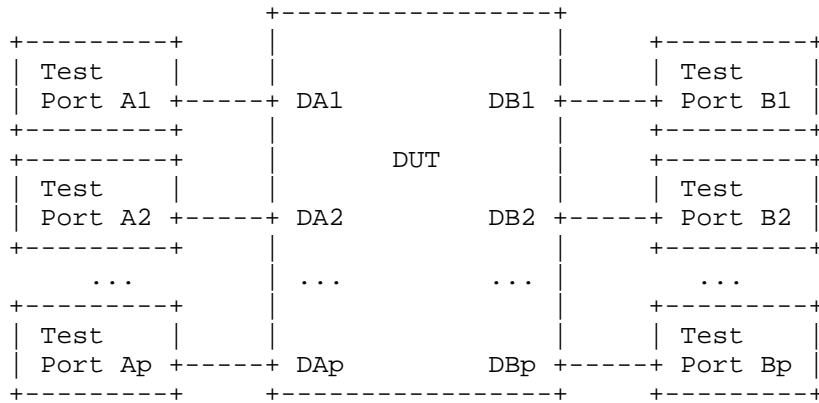 Test Test
Port A1 DA1 DB1 Port B1
DUT
Test Test
Port A2 DA2 DB2 Port B2
... ... ... ...
Test Test
Port Ap DAp DBp Port Bp